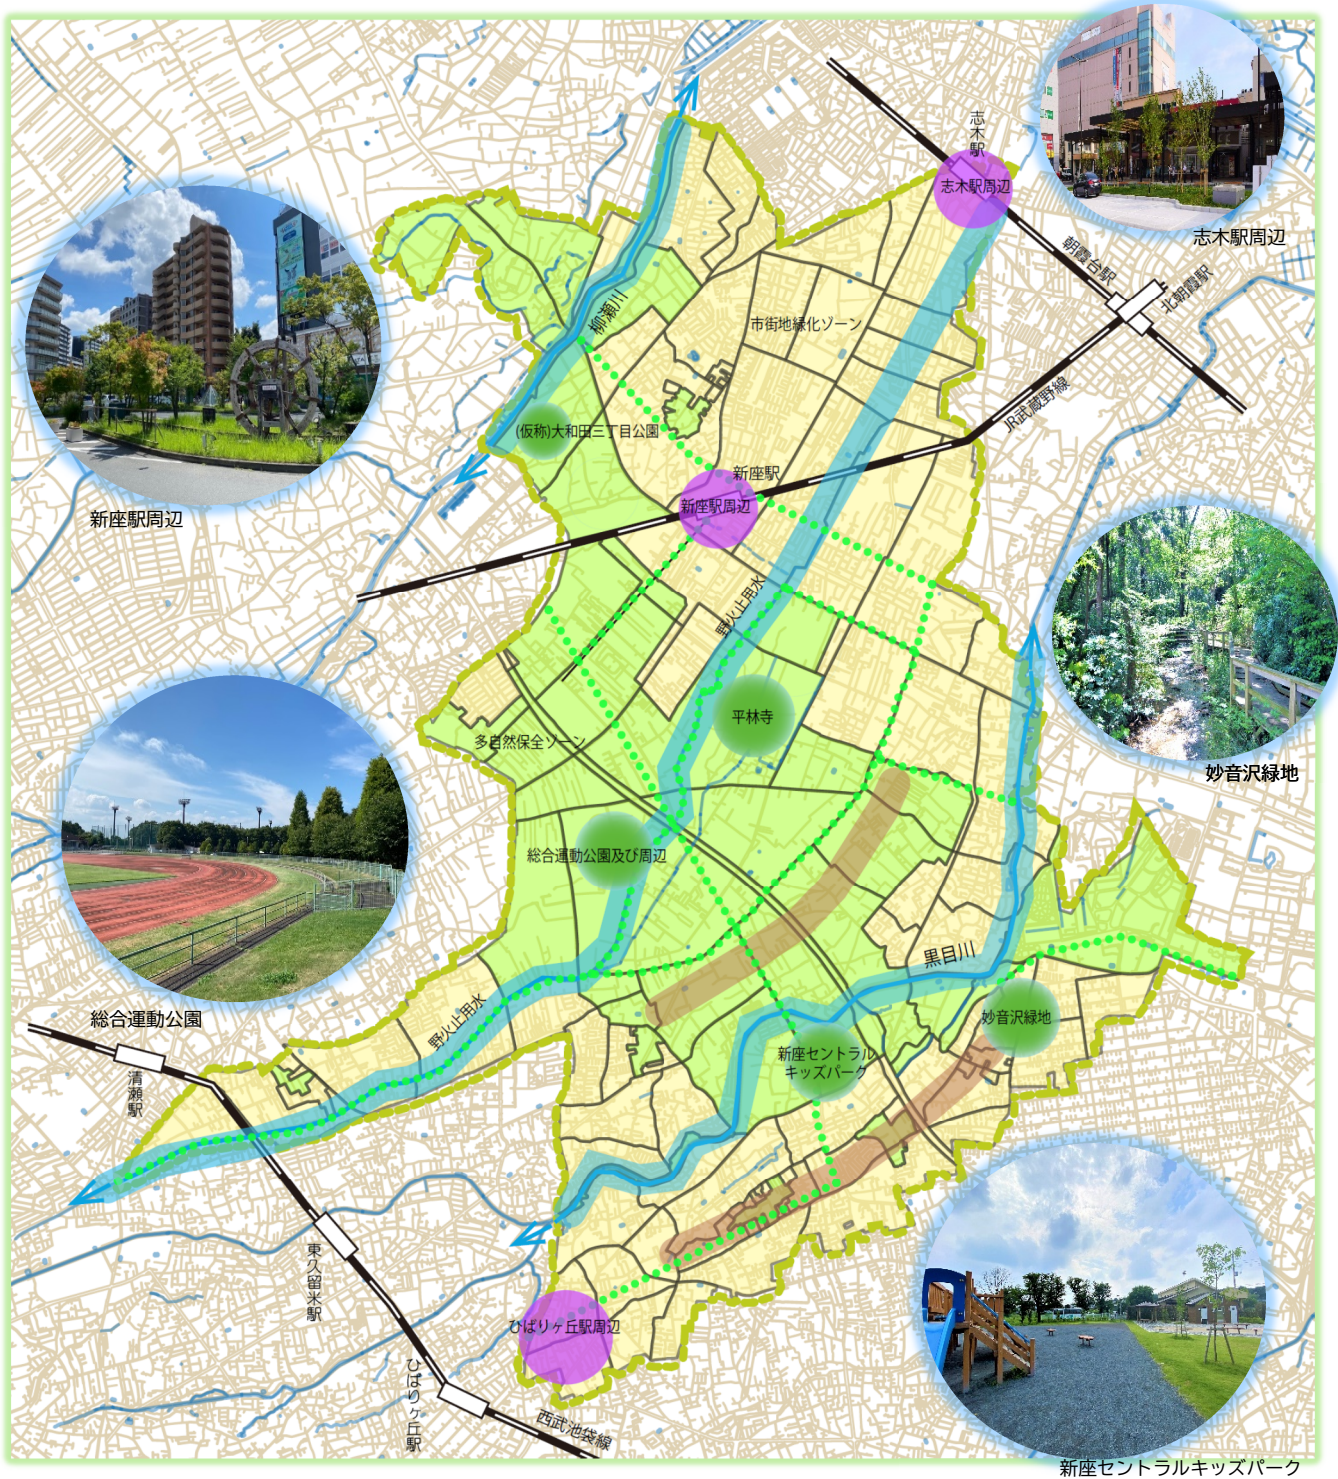 志木駅
志木駅周辺
志木駅周辺
朝霞台駅
北朝霞駅
柳瀬川
市街地緑化ゾーン
JR武蔵野線
(仮称)大和田三丁目公園
新座駅
新座駅周辺
新座駅周辺
野火止用水
平林寺
多自然保全ゾーン
妙音沢緑地
総合運動公園及び周辺
黒目川
総合運動公園
野火止用水
妙音沢緑地
新座セントラル
キッズパーク
清瀬駅
東久留米駅
ひばりヶ丘駅周辺
ひばりヶ丘駅
西武池袋線
新座セントラルキッズパーク